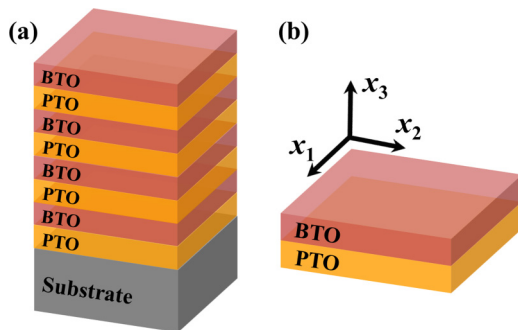 (a)
BTO
PTO
BTO
PTO
BTO
PTO
BTO
PTO
Substrate
(b)
x3
x2
x1
BTO
PTO